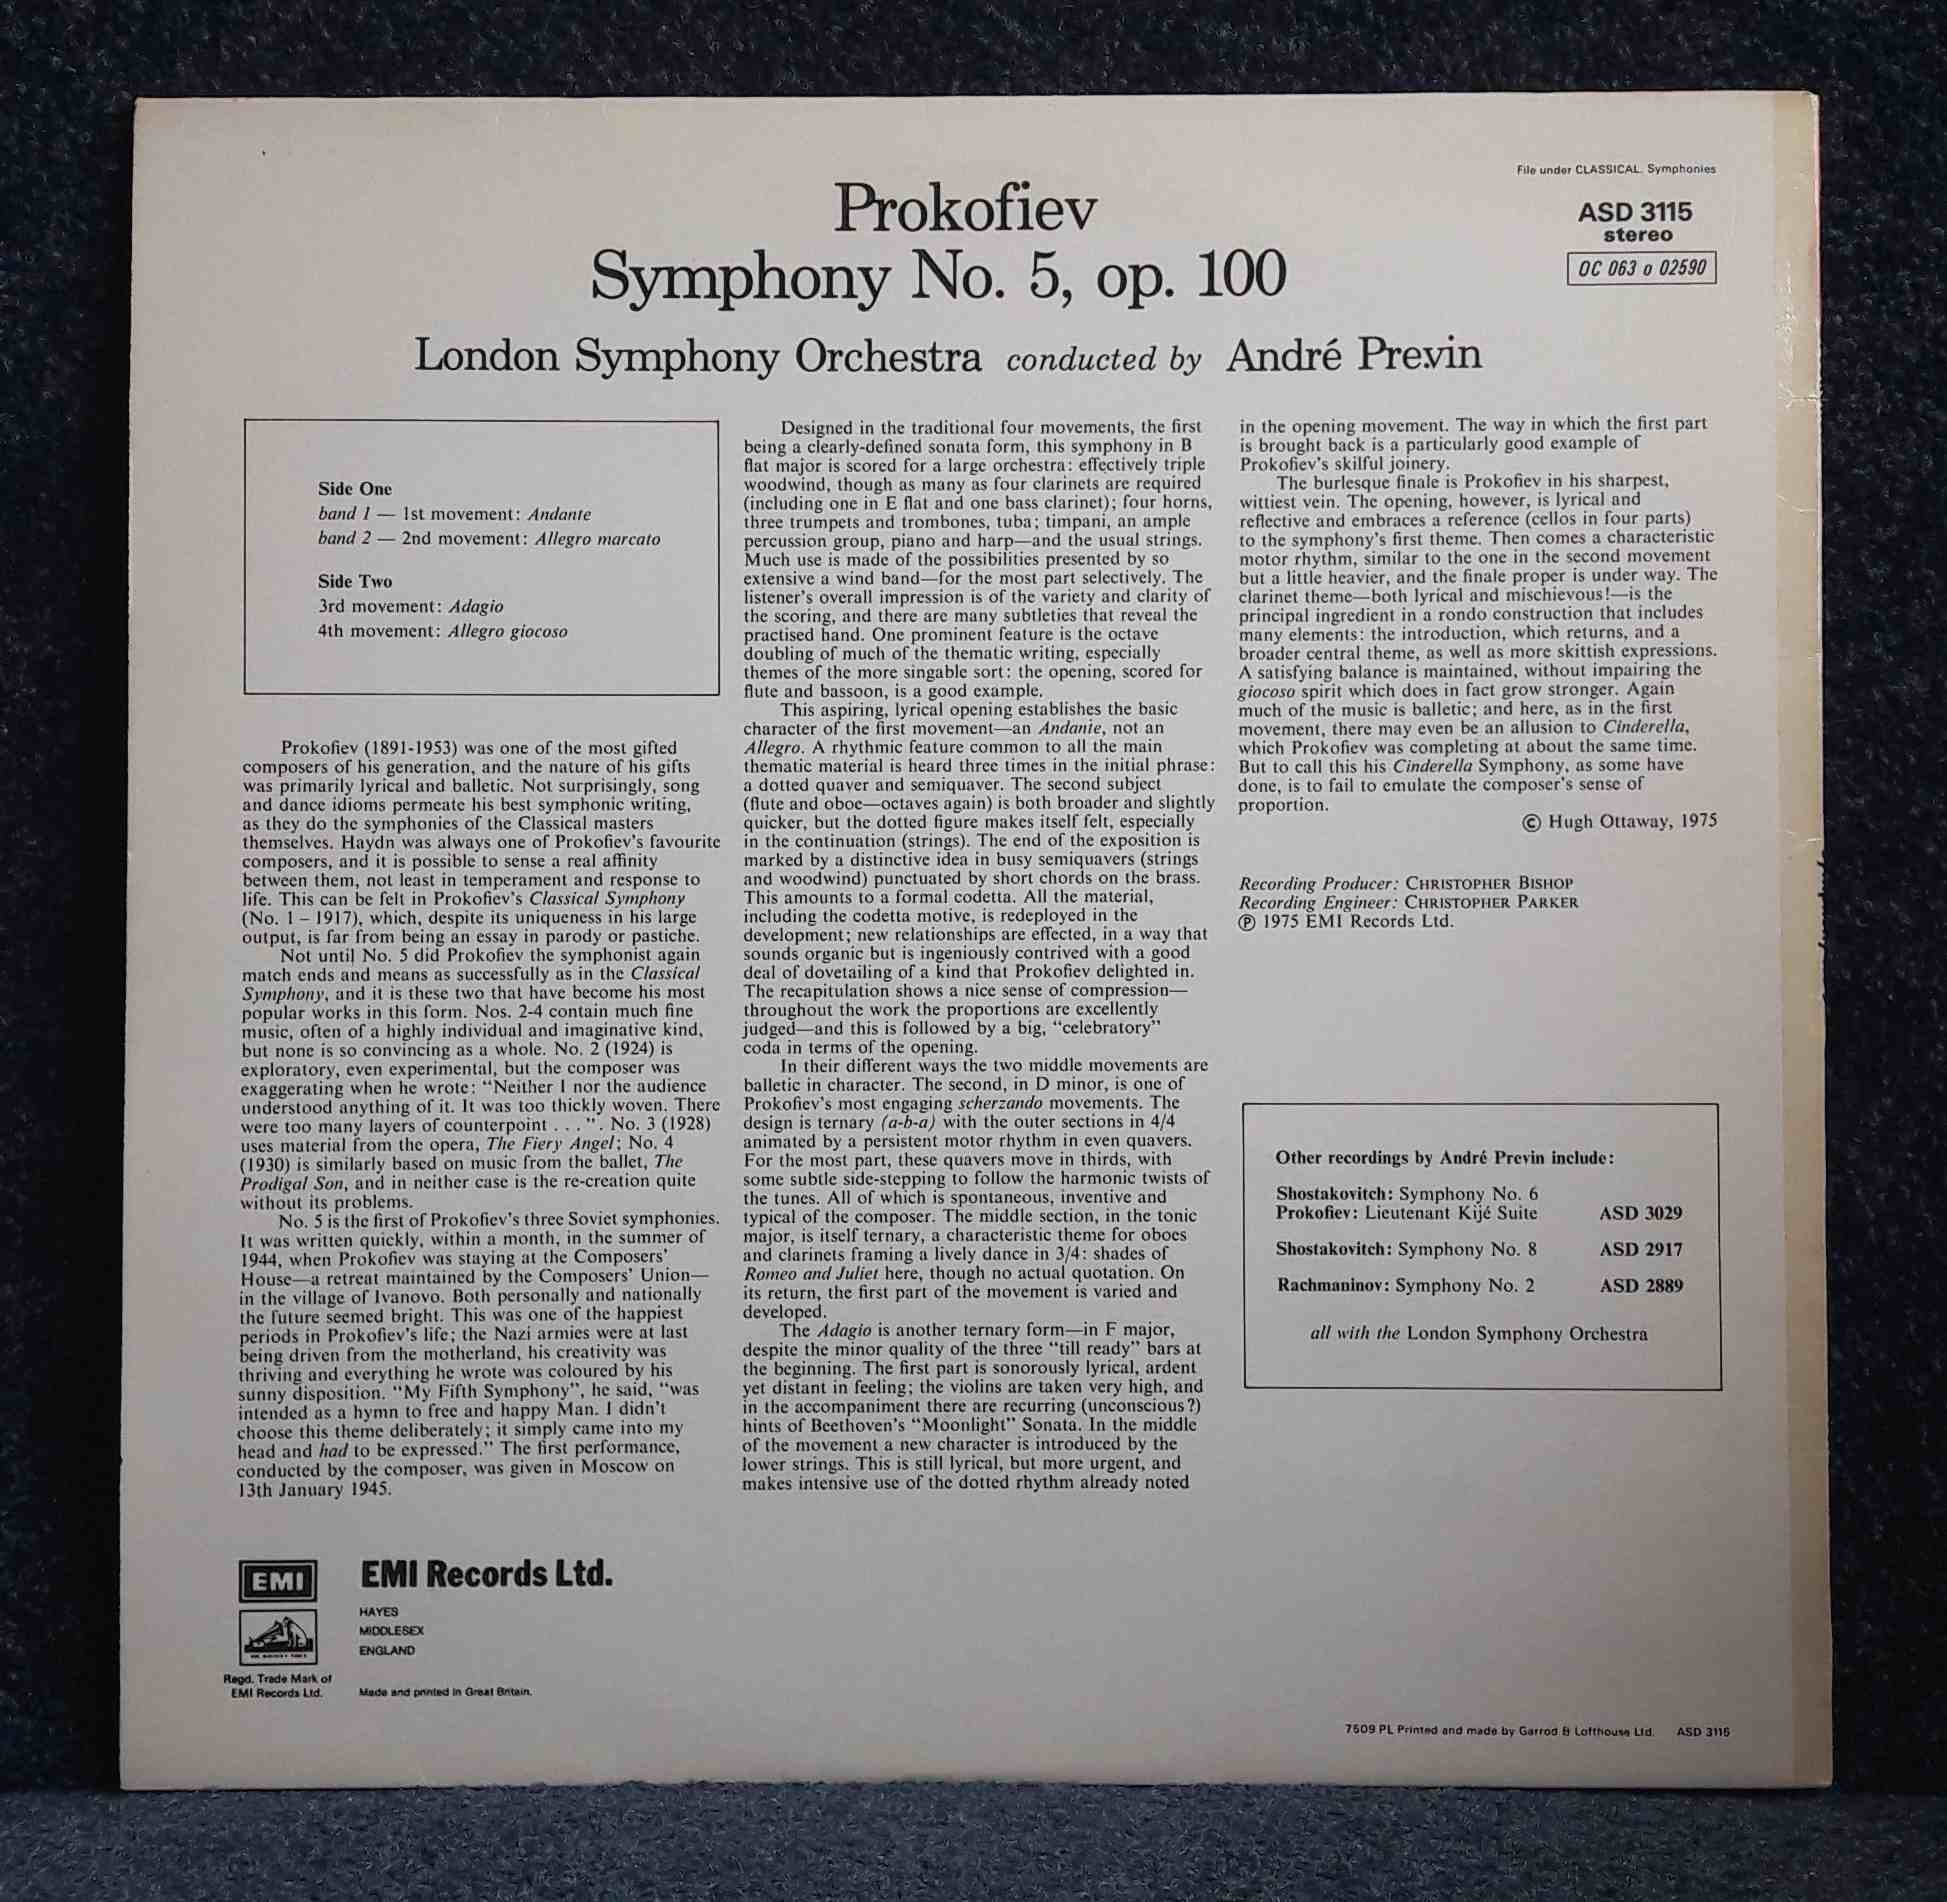 File under CLASSICAL. Symphonies
Prokofiev
Symphony No. 5, op. 100
London Symphony Orchestra conducted by André Previn
ASD 3115
stereo
OC 063 o 02590
Side One
band 1 — 1st movement: Andante
band 2 — 2nd movement: Allegro marcato
Side Two
3rd movement: Adagio
4th movement: Allegro giocoso
Prokofiev (1891-1953) was one of the most gifted
composers of his generation, and the nature of his gifts
was primarily lyrical and balletic. Not surprisingly, song
and dance idioms permeate his best symphonic writing,
as they do the symphonies of the Classical masters
themselves. Haydn was always one of Prokofiev's favourite
composers, and it is possible to sense a real affinity
between them, not least in temperament and response to
life. This can be felt in Prokofiev's Classical Symphony
(No. 1 – 1917), which, despite its uniqueness in his large
output, is far from being an essay in parody or pastiche.
Not until No. 5 did Prokofiev the symphonist again
match ends and means as successfully as in the Classical
Symphony, and it is these two that have become his most
popular works in this form. Nos. 2-4 contain much fine
music, often of a highly individual and imaginative kind,
but none is so convincing as a whole. No. 2 (1924) is
exploratory, even experimental, but the composer was
exaggerating when he wrote: “Neither I nor the audience
understood anything of it. It was too thickly woven. There
were too many layers of counterpoint . . . ”. No. 3 (1928)
uses material from the opera, The Fiery Angel; No. 4
(1930) is similarly based on music from the ballet, The
Prodigal Son, and in neither case is the re-creation quite
without its problems.
No. 5 is the first of Prokofiev's three Soviet symphonies.
It was written quickly, within a month, in the summer of
1944, when Prokofiev was staying at the Composers'
House—a retreat maintained by the Composers' Union—
in the village of Ivanovo. Both personally and nationally
the future seemed bright. This was one of the happiest
periods in Prokofiev's life; the Nazi armies were at last
being driven from the motherland, his creativity was
thriving and everything he wrote was coloured by his
sunny disposition. “My Fifth Symphony”, he said, “was
intended as a hymn to free and happy Man. I didn't
choose this theme deliberately; it simply came into my
head and had to be expressed.” The first performance,
conducted by the composer, was given in Moscow on
13th January 1945.
Designed in the traditional four movements, the first
being a clearly-defined sonata form, this symphony in B
flat major is scored for a large orchestra: effectively triple
woodwind, though as many as four clarinets are required
(including one in E flat and one bass clarinet); four horns,
three trumpets and trombones, tuba; timpani, an ample
percussion group, piano and harp—and the usual strings.
Much use is made of the possibilities presented by so
extensive a wind band—for the most part selectively. The
listener's overall impression is of the variety and clarity of
the scoring, and there are many subtleties that reveal the
practised hand. One prominent feature is the octave
doubling of much of the thematic writing, especially
themes of the more singable sort: the opening, scored for
flute and bassoon, is a good example.
This aspiring, lyrical opening establishes the basic
character of the first movement—an Andante, not an
Allegro. A rhythmic feature common to all the main
thematic material is heard three times in the initial phrase:
a dotted quaver and semiquaver. The second subject
(flute and oboe—octaves again) is both broader and slightly
quicker, but the dotted figure makes itself felt, especially
in the continuation (strings). The end of the exposition is
marked by a distinctive idea in busy semiquavers (strings
and woodwind) punctuated by short chords on the brass.
This amounts to a formal codetta. All the material,
including the codetta motive, is redeployed in the
development; new relationships are effected, in a way that
sounds organic but is ingeniously contrived with a good
deal of dovetailing of a kind that Prokofiev delighted in.
The recapitulation shows a nice sense of compression—
throughout the work the proportions are excellently
judged—and this is followed by a big, “celebratory”
coda in terms of the opening.
In their different ways the two middle movements are
balletic in character. The second, in D minor, is one of
Prokofiev's most engaging scherzando movements. The
design is ternary (a-b-a) with the outer sections in 4/4
animated by a persistent motor rhythm in even quavers.
For the most part, these quavers move in thirds, with
some subtle side-stepping to follow the harmonic twists of
the tunes. All of which is spontaneous, inventive and
typical of the composer. The middle section, in the tonic
major, is itself ternary, a characteristic theme for oboes
and clarinets framing a lively dance in 3/4: shades of
Romeo and Juliet here, though no actual quotation. On
its return, the first part of the movement is varied and
developed.
The Adagio is another ternary form—in F major,
despite the minor quality of the three “till ready” bars at
the beginning. The first part is sonorously lyrical, ardent
yet distant in feeling; the violins are taken very high, and
in the accompaniment there are recurring (unconscious?)
hints of Beethoven's “Moonlight” Sonata. In the middle
of the movement a new character is introduced by the
lower strings. This is still lyrical, but more urgent, and
makes intensive use of the dotted rhythm already noted
in the opening movement. The way in which the first part
is brought back is a particularly good example of
Prokofiev's skilful joinery.
The burlesque finale is Prokofiev in his sharpest,
wittiest vein. The opening, however, is lyrical and
reflective and embraces a reference (cellos in four parts)
to the symphony's first theme. Then comes a characteristic
motor rhythm, similar to the one in the second movement
but a little heavier, and the finale proper is under way. The
clarinet theme—both lyrical and mischievous!—is the
principal ingredient in a rondo construction that includes
many elements: the introduction, which returns, and a
broader central theme, as well as more skittish expressions.
A satisfying balance is maintained, without impairing the
giocoso spirit which does in fact grow stronger. Again
much of the music is balletic; and here, as in the first
movement, there may even be an allusion to Cinderella,
which Prokofiev was completing at about the same time.
But to call this his Cinderella Symphony, as some have
done, is to fail to emulate the composer's sense of
proportion.
© Hugh Ottaway, 1975
Recording Producer: CHRISTOPHER BISHOP
Recording Engineer: CHRISTOPHER PARKER
℗ 1975 EMI Records Ltd.
Other recordings by André Previn include:
Shostakovitch: Symphony No. 6
Prokofiev: Lieutenant Kijé Suite ASD 3029
Shostakovitch: Symphony No. 8 ASD 2917
Rachmaninov: Symphony No. 2 ASD 2889
all with the London Symphony Orchestra
EMI
EMI Records Ltd.
HAYES
MIDDLESEX
ENGLAND
Regd. Trade Mark of
EMI Records Ltd.
Made and printed in Great Britain.
7509 PL Printed and made by Garrod & Lofthouse Ltd. ASD 3115